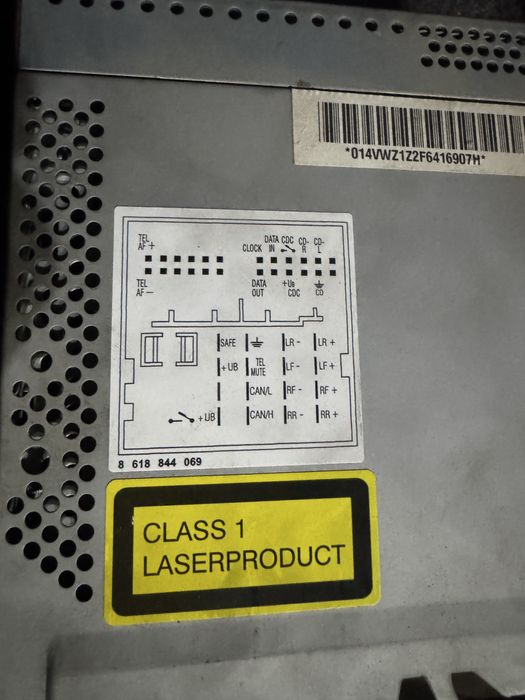 *014VWZ1Z2F6416907H*
TEL
AF +
DATA CDC CD- CD-
CLOCK IN R L
TEL
AF -
DATA +UB
OUT CDC CD
SAFE LR - LR +
+ UB TEL MUTE LF - LF +
CAN/L RF - RF +
+UB CAN/H RR - RR +
8 618 844 069
CLASS 1
LASERPRODUCT